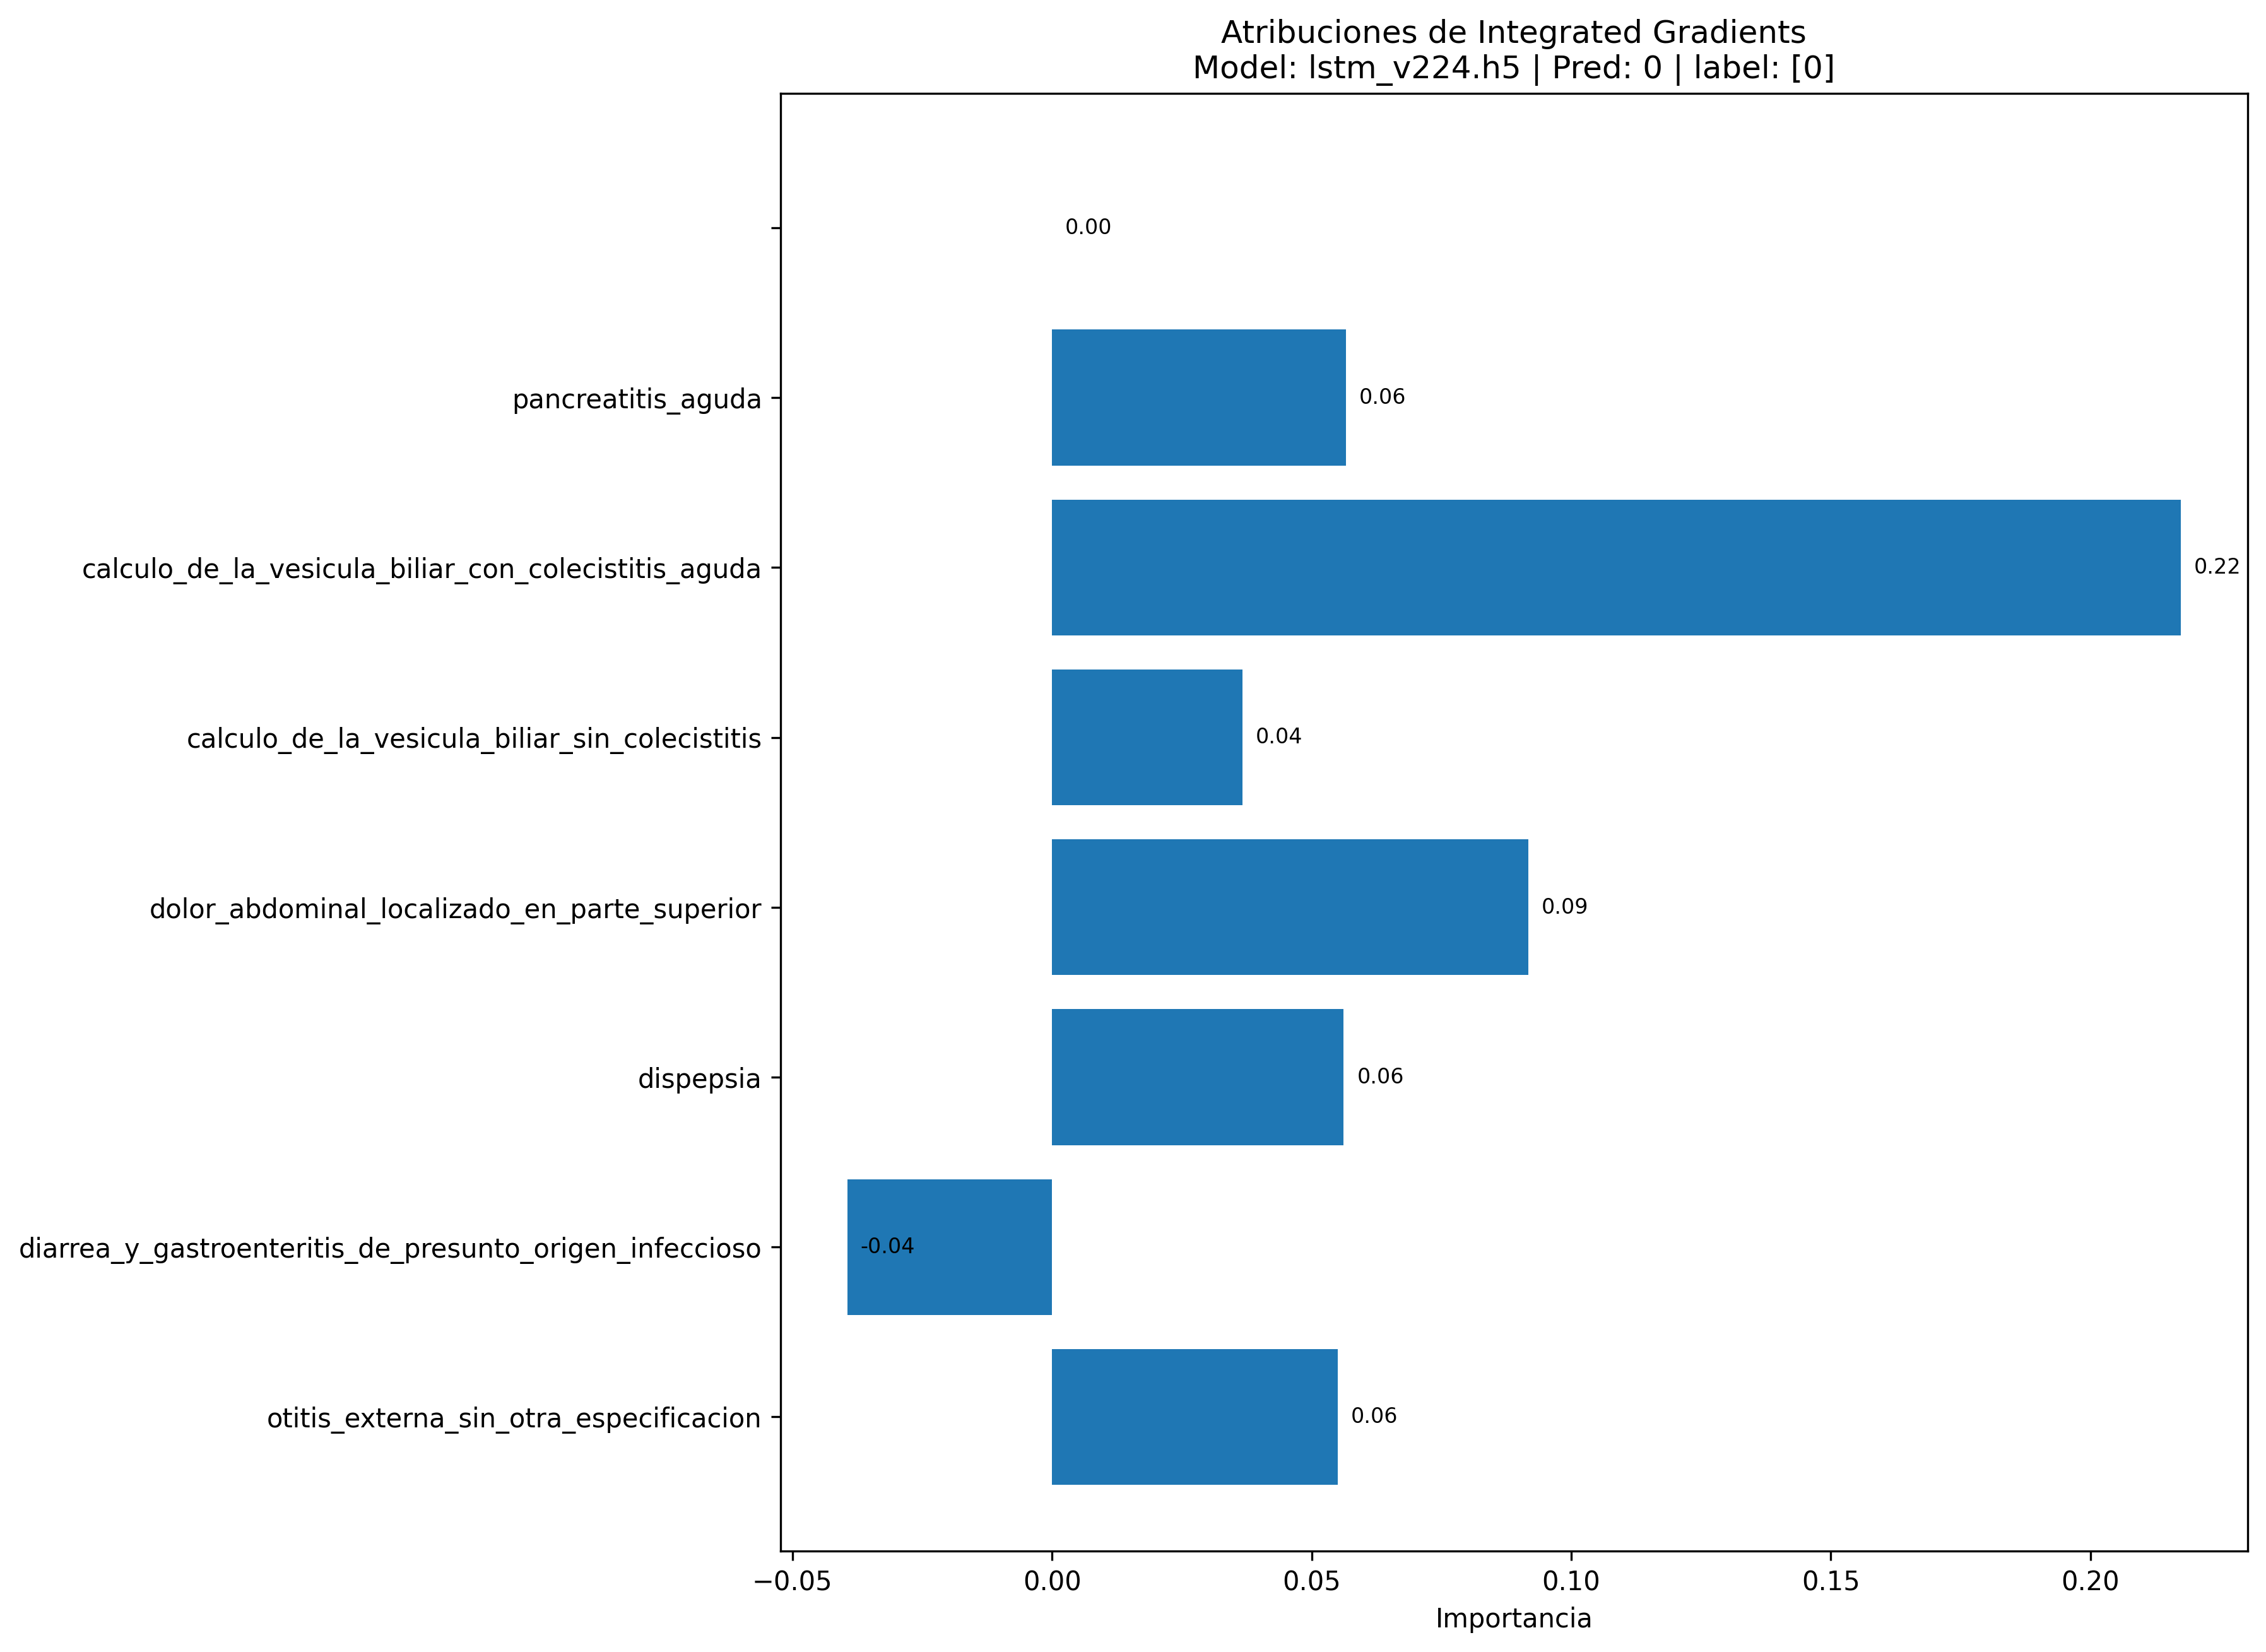 Atribuciones de Integrated Gradients
Model: lstm_v224.h5 | Pred: 0 | label: [0]
0.00
pancreatitis_aguda
0.06
calculo_de_la_vesicula_biliar_con_colecistitis_aguda
0.22
calculo_de_la_vesicula_biliar_sin_colecistitis
0.04
dolor_abdominal_localizado_en_parte_superior
0.09
dispepsia
0.06
diarrea_y_gastroenteritis_de_presunto_origen_infeccioso
-0.04
otitis_externa_sin_otra_especificacion
0.06
−0.05 0.00 0.05 0.10 0.15 0.20
Importancia